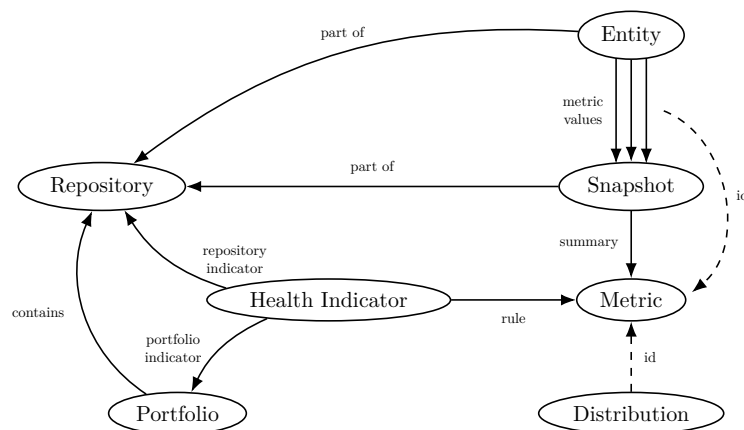 part of
Entity
metric
values
part of
Repository
Snapshot
id
repository
indicator
summary
Health Indicator
Metric
contains
rule
portfolio
indicator
id
Portfolio
Distribution